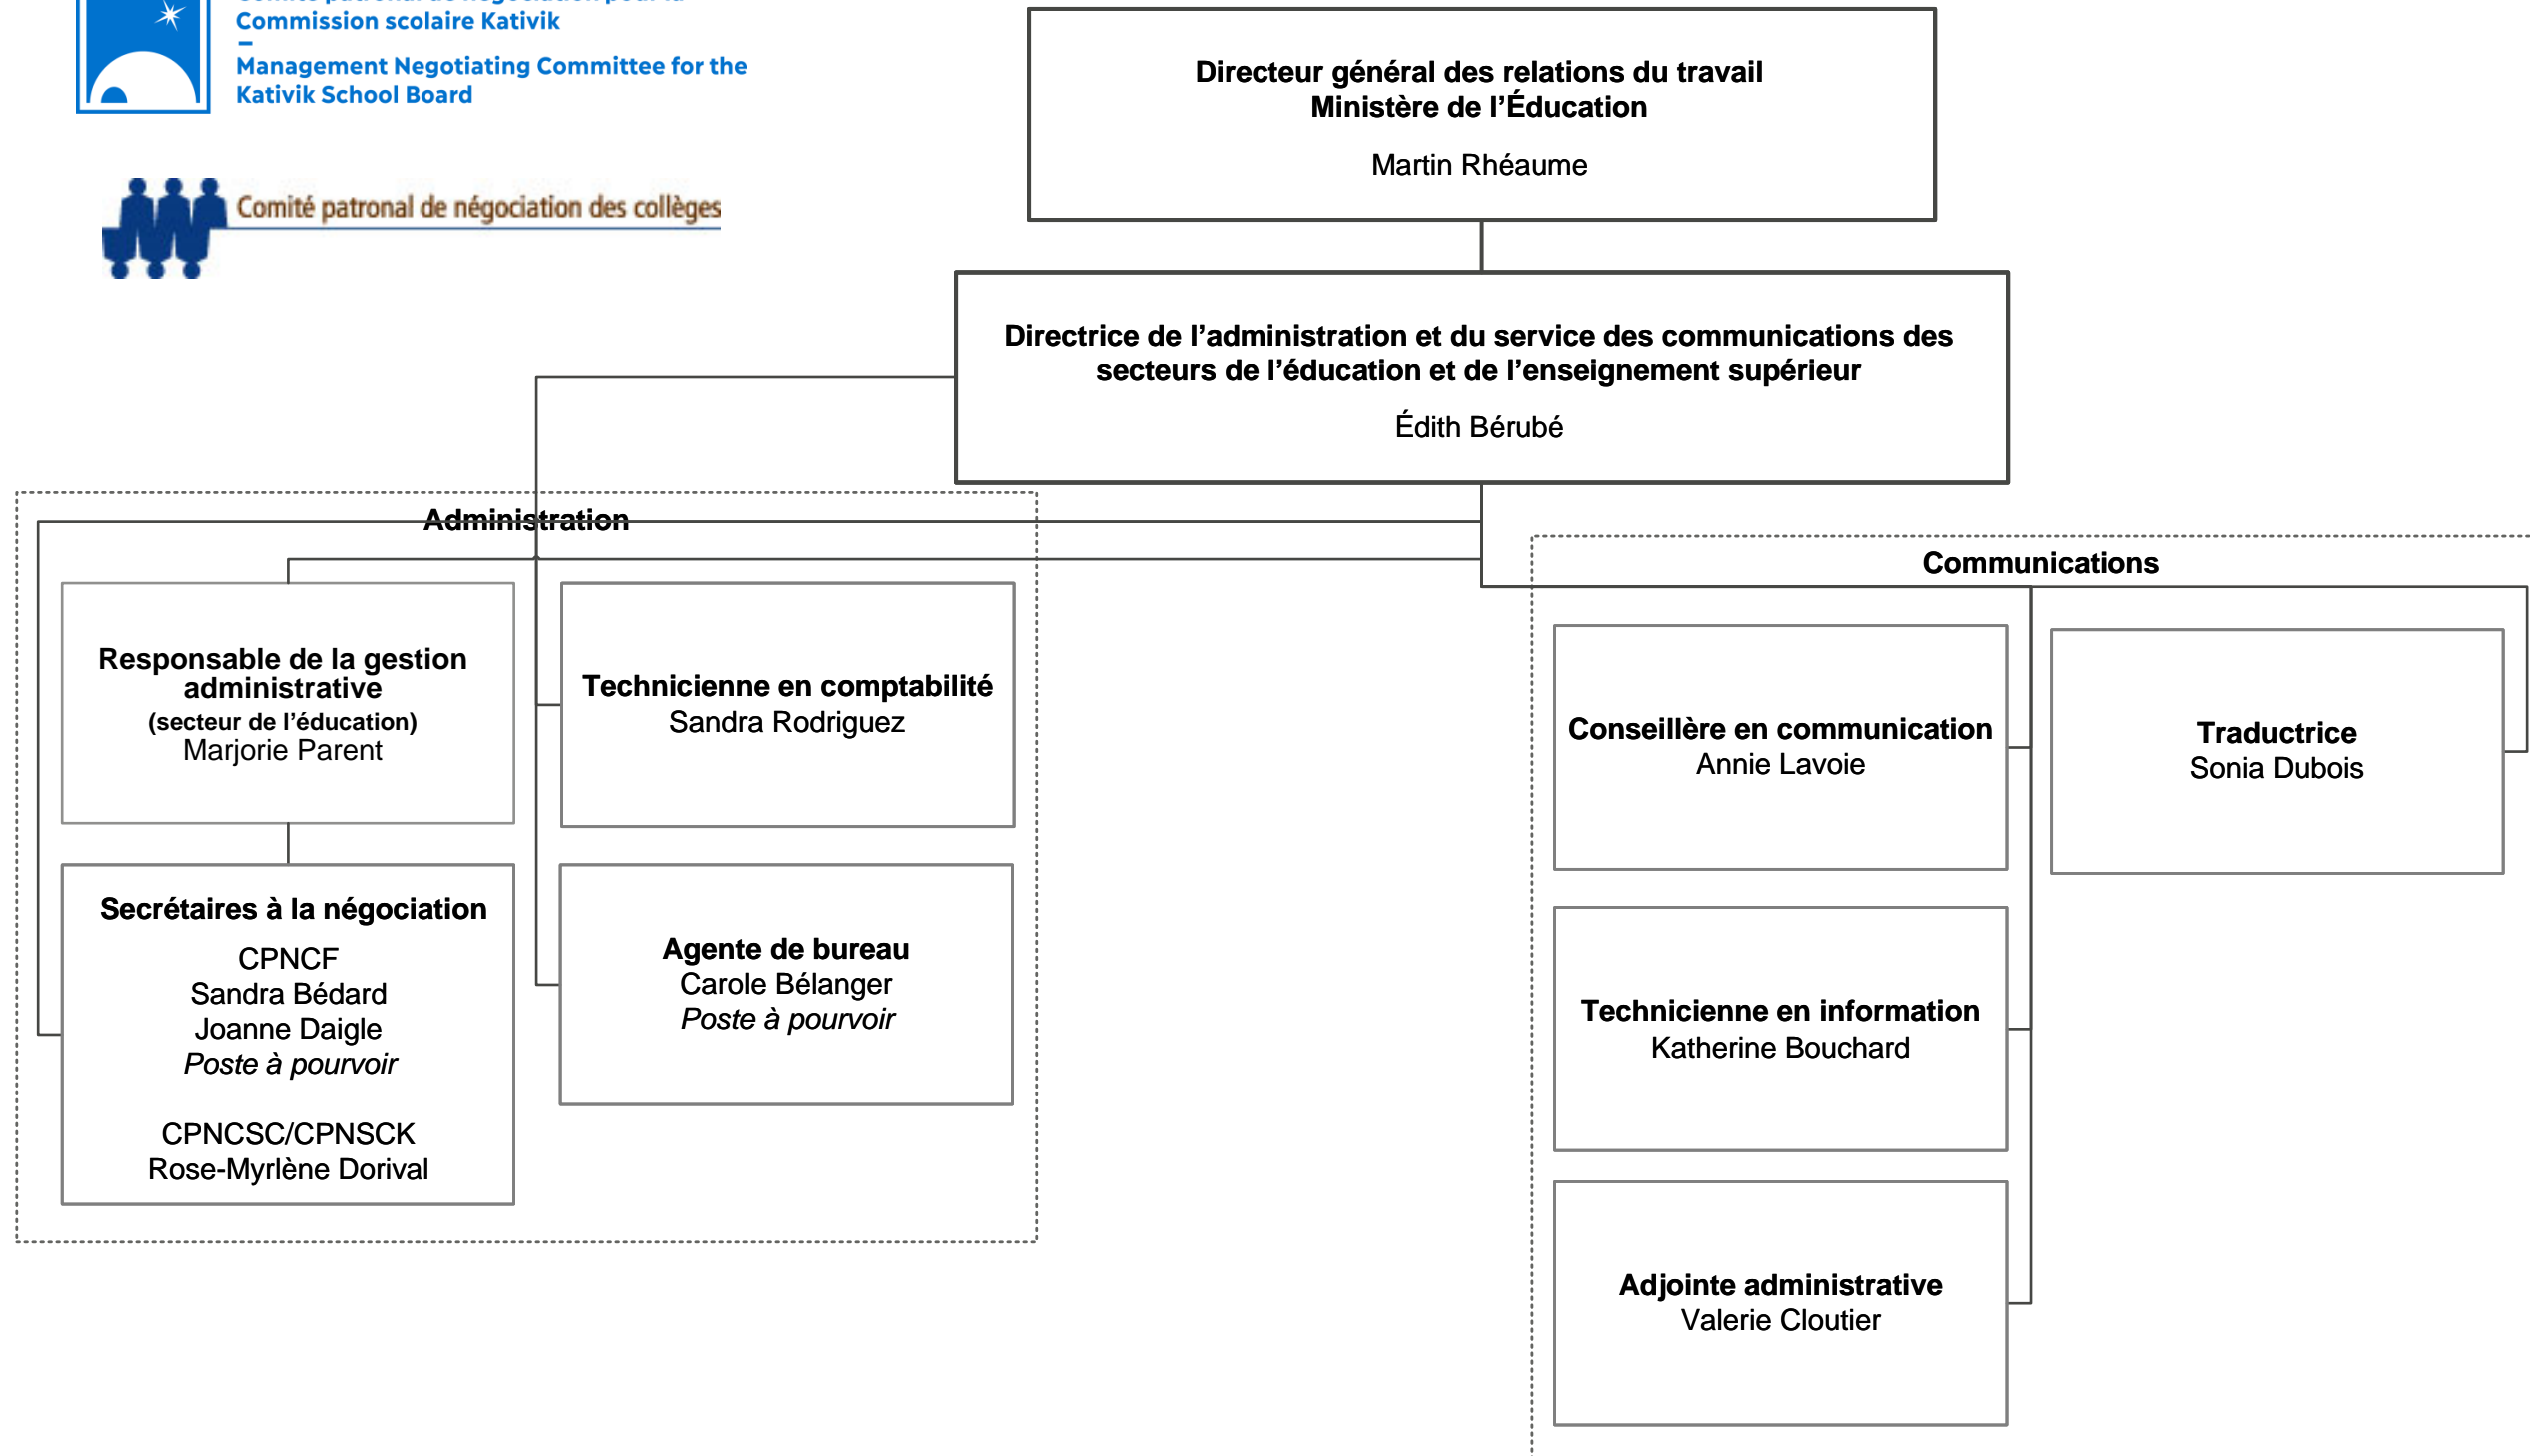 Commission scolaire Kativik
–
Management Negotiating Committee for the
Kativik School Board
Comité patronal de négociation des collèges
Directeur général des relations du travail
Ministère de l’Éducation
Martin Rhéaume
Directrice de l’administration et du service des communications des
secteurs de l’éducation et de l’enseignement supérieur
Édith Bérubé
Administration
Responsable de la gestion
administrative
(secteur de l’éducation)
Marjorie Parent
Technicienne en comptabilité
Sandra Rodriguez
Secrétaires à la négociation
CPNCF
Sandra Bédard
Joanne Daigle
Poste à pourvoir
CPNCSC/CPNSCK
Rose-Myrlène Dorival
Agente de bureau
Carole Bélanger
Poste à pourvoir
Communications
Conseillère en communication
Annie Lavoie
Traductrice
Sonia Dubois
Technicienne en information
Katherine Bouchard
Adjointe administrative
Valerie Cloutier